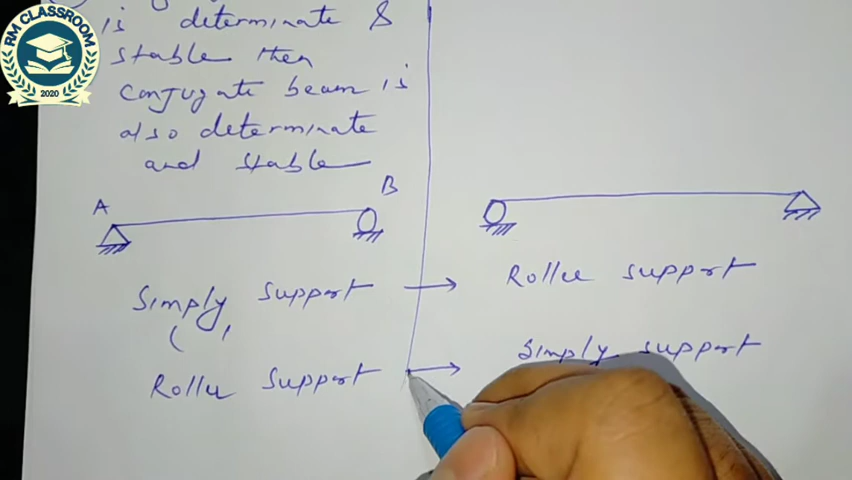 RM CLASSROOM
2020
is determinate &
stable then
conjugate beam is
also determinate
and stable
A
B
Simply support → Roller support
(
Roller support → Simply support